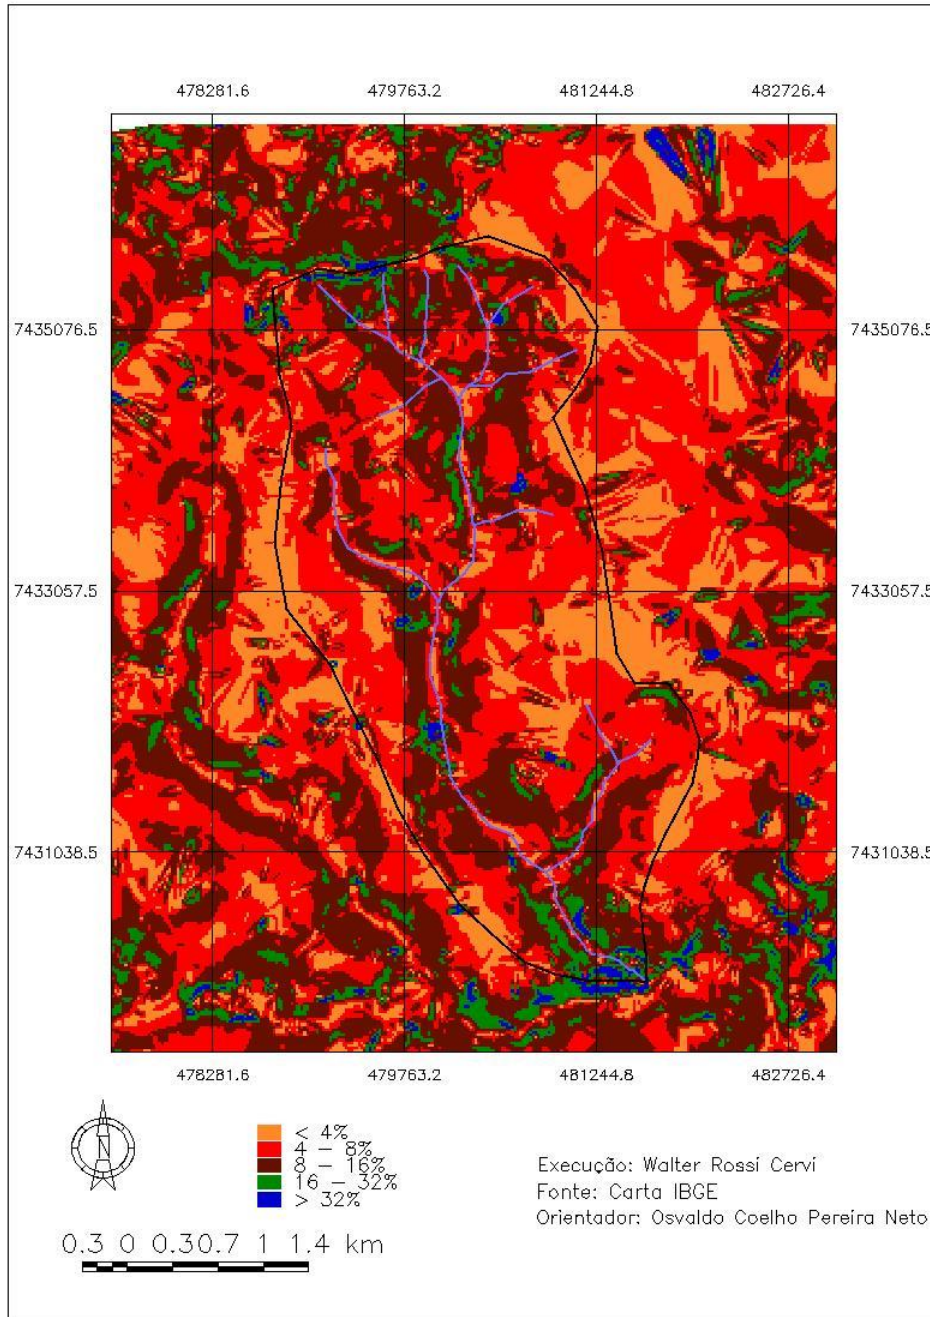 478281.6 479763.2 481244.8 482726.4
7435076.5 7435076.5
7433057.5 7433057.5
7431038.5 7431038.5
478281.6 479763.2 481244.8 482726.4
N
< 4%
4 – 8%
8 – 16%
16 – 32%
> 32%
Execução: Walter Rossi Cervi
Fonte: Carta IBGE
Orientador: Osvaldo Coelho Pereira Neto
0.3 0 0.30.7 1 1.4 km